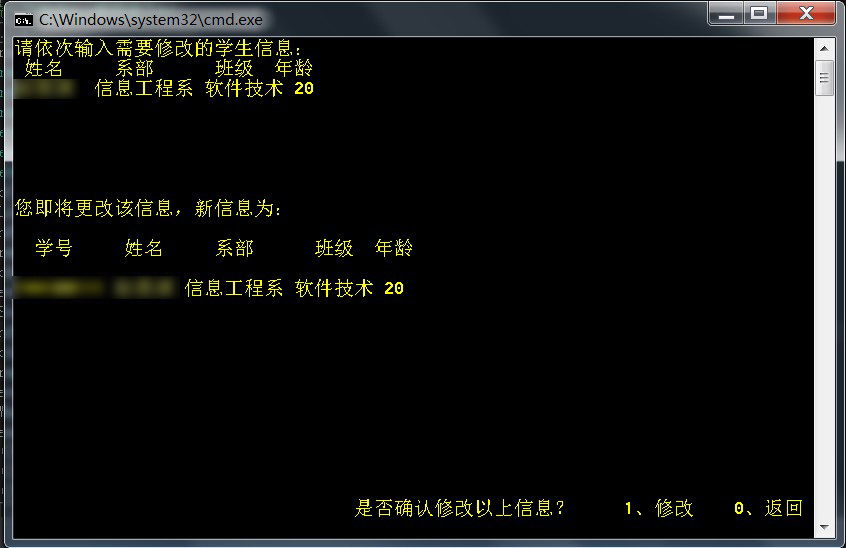 C:\Windows\system32\cmd.exe
请依次输入需要修改的学生信息：
姓名 系部 班级 年龄
信息工程系 软件技术 20
您即将更改该信息，新信息为：
学号 姓名 系部 班级 年龄
信息工程系 软件技术 20
是否确认修改以上信息？ 1、修改 0、返回